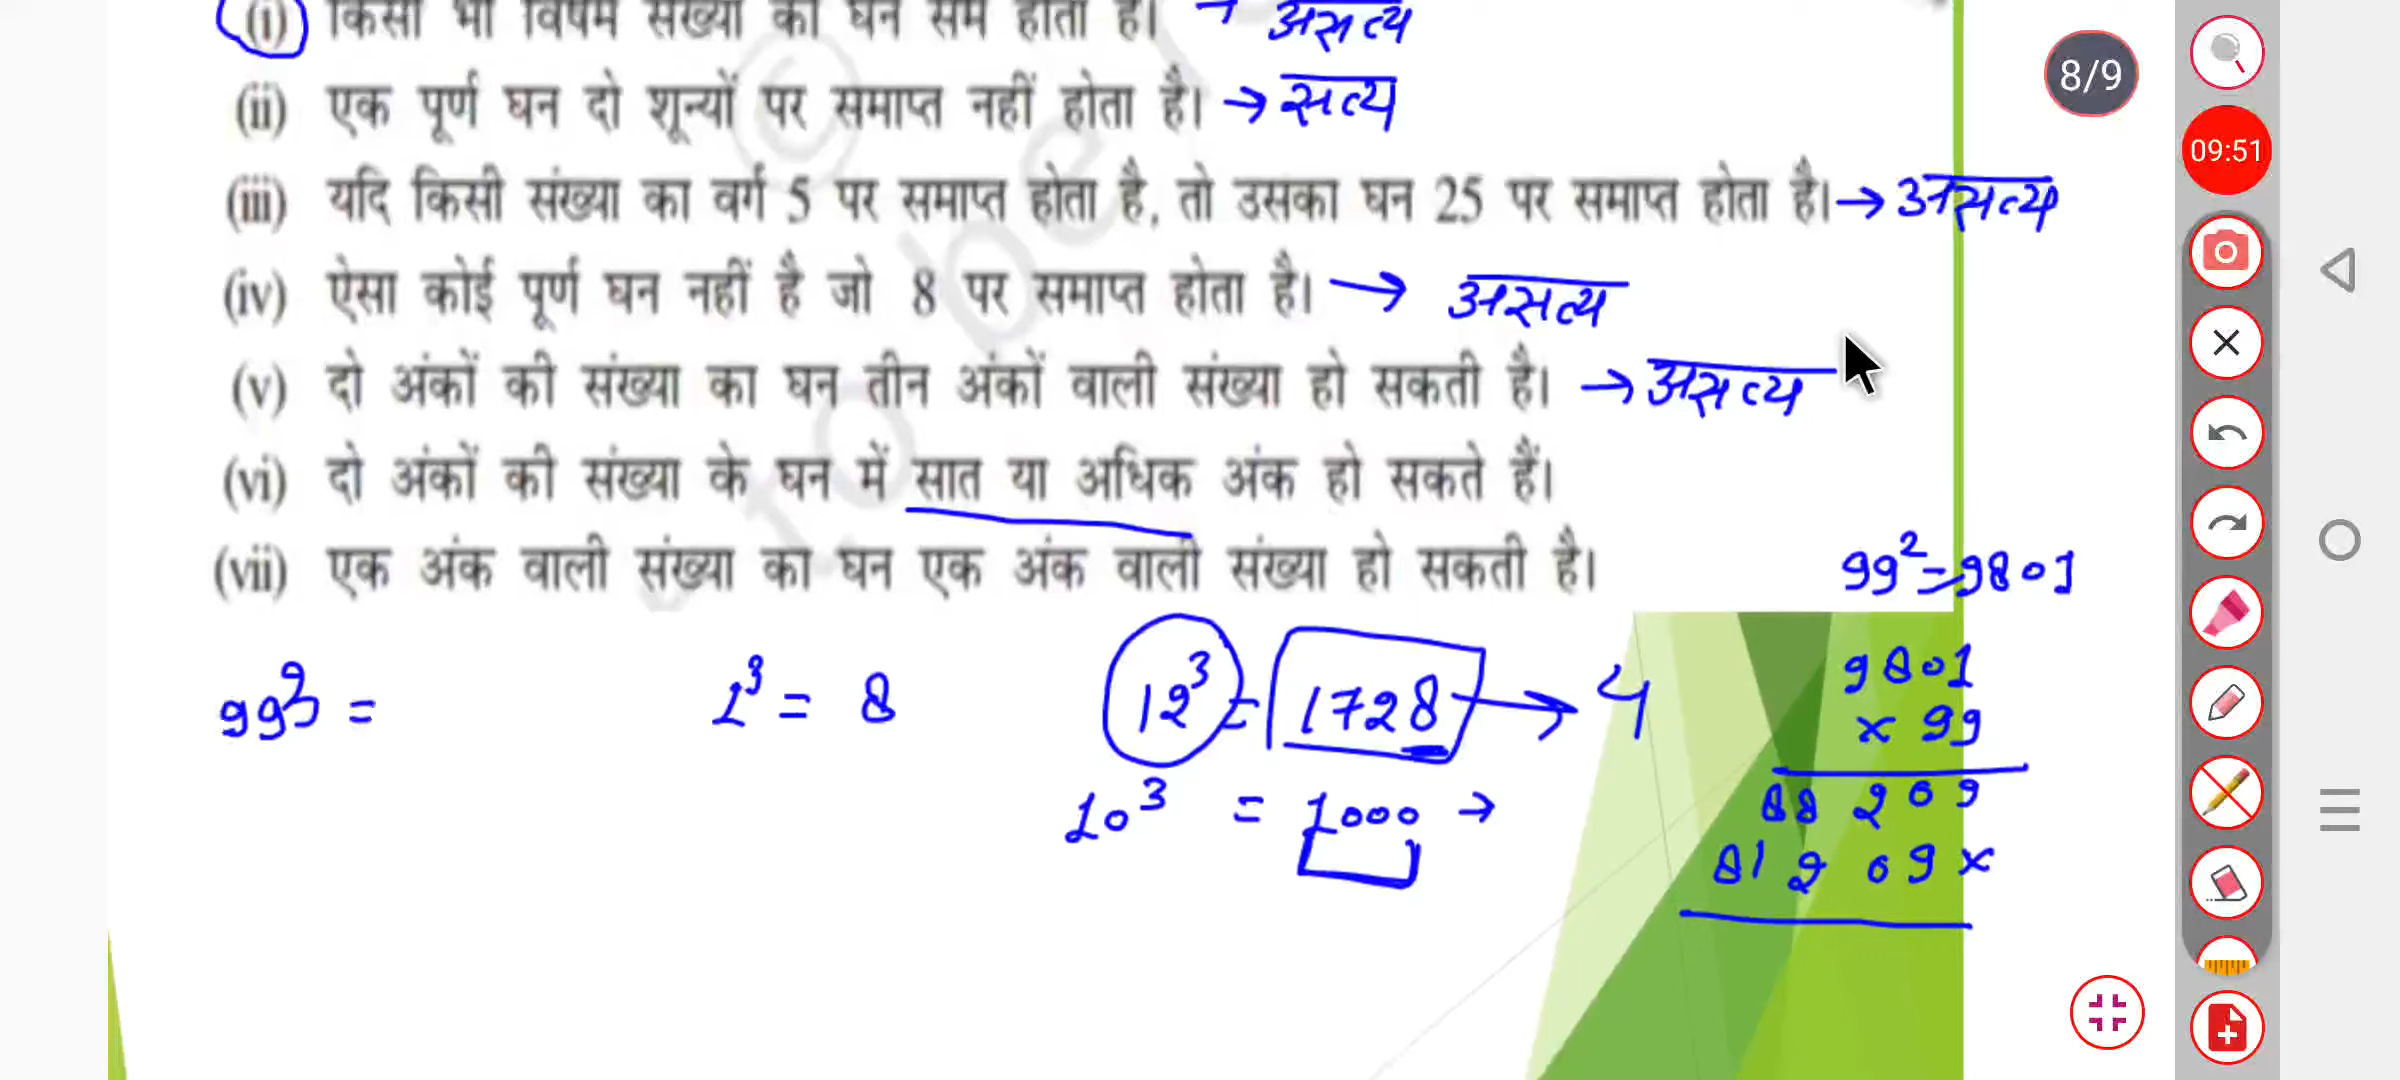 (i) किसी भी विषम संख्या का घन सम होता है। → असत्य
(ii) एक पूर्ण घन दो शून्यों पर समाप्त नहीं होता है। → सत्य
(iii) यदि किसी संख्या का वर्ग 5 पर समाप्त होता है, तो उसका घन 25 पर समाप्त होता है। → असत्य
(iv) ऐसा कोई पूर्ण घन नहीं है जो 8 पर समाप्त होता है। → असत्य
(v) दो अंकों की संख्या का घन तीन अंकों वाली संख्या हो सकती है। → असत्य
(vi) दो अंकों की संख्या के घन में सात या अधिक अंक हो सकते हैं।
(vii) एक अंक वाली संख्या का घन एक अंक वाली संख्या हो सकती है।
99² = 9801
99³ =
2³ = 8
12³ = 1728 → 4
10³ = 1000 →
9801
× 99
88209
81209×
8/9
09:51